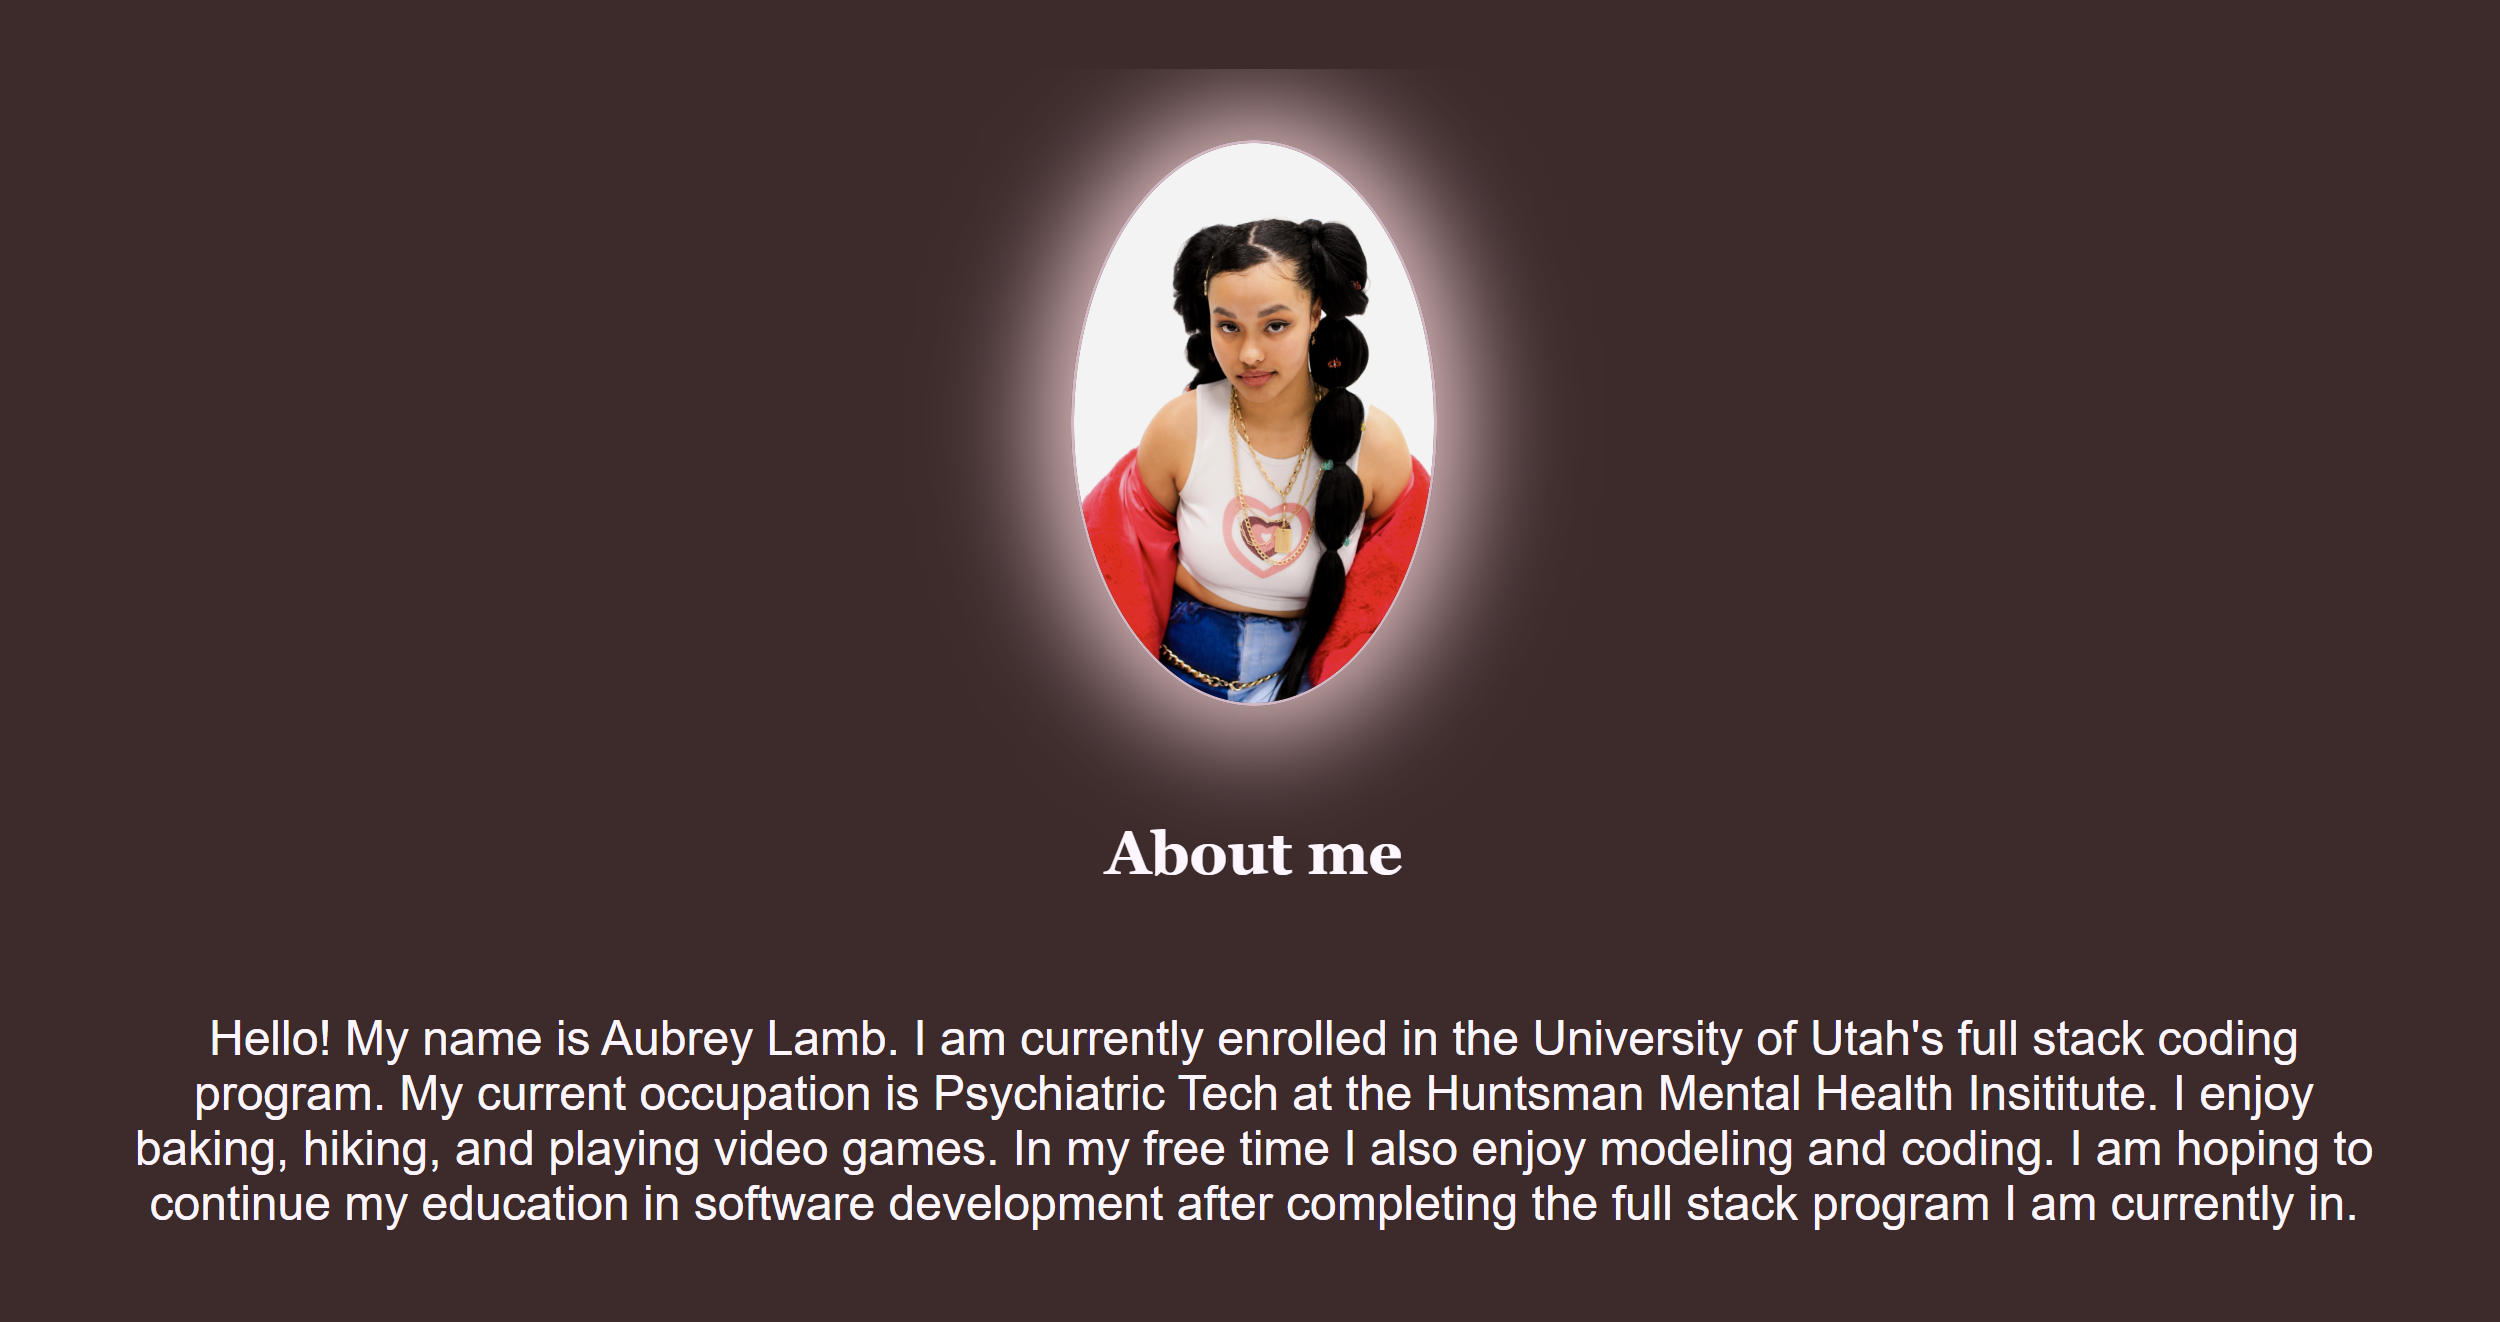 About me
Hello! My name is Aubrey Lamb. I am currently enrolled in the University of Utah's full stack coding
program. My current occupation is Psychiatric Tech at the Huntsman Mental Health Insititute. I enjoy
baking, hiking, and playing video games. In my free time I also enjoy modeling and coding. I am hoping to
continue my education in software development after completing the full stack program I am currently in.